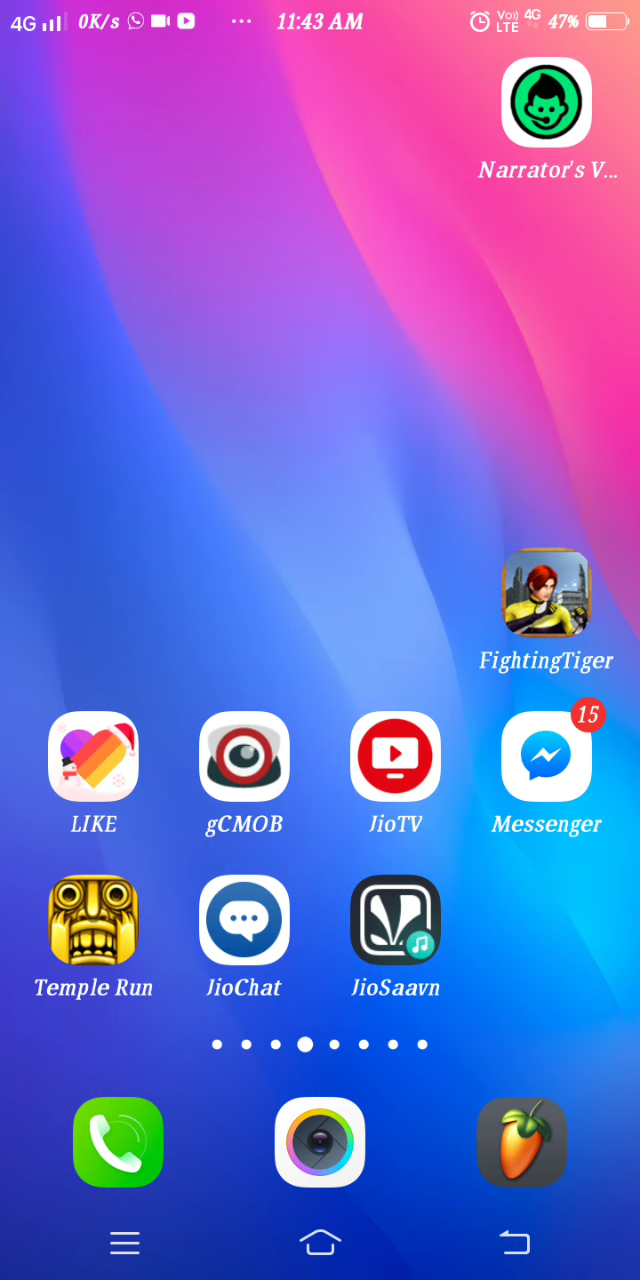 4G 0K/s ... 11:43 AM VoD LTE 4G 47%
Narrator's V...
FightingTiger
15
LIKE gCMOB JioTV Messenger
Temple Run JioChat JioSaavn